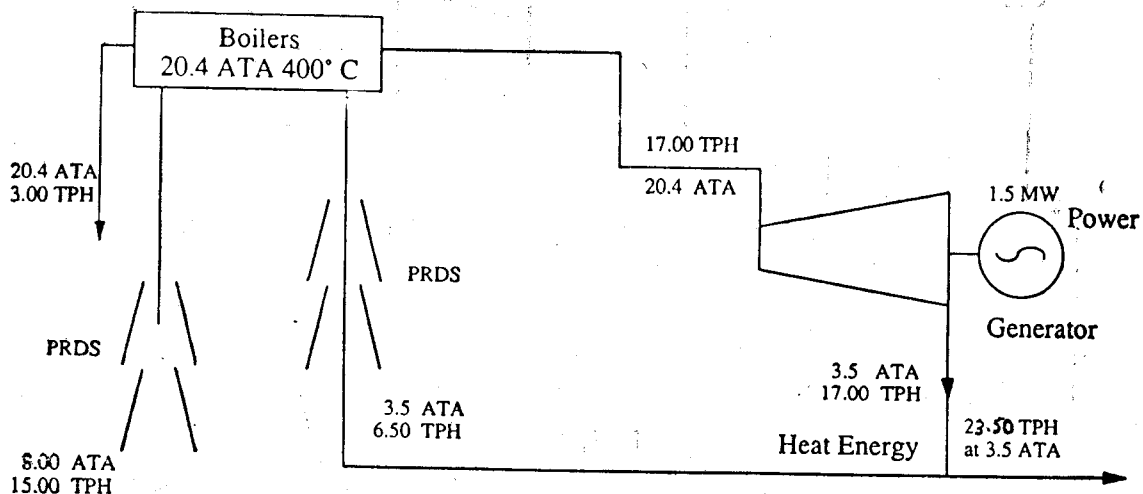 Boilers
20.4 ATA 400° C
20.4 ATA
3.00 TPH
17.00 TPH
20.4 ATA
1.5 MW
Power
Generator
PRDS
PRDS
3.5 ATA
17.00 TPH
3.5 ATA
6.50 TPH
Heat Energy
23.50 TPH
at 3.5 ATA
8.00 ATA
15.00 TPH